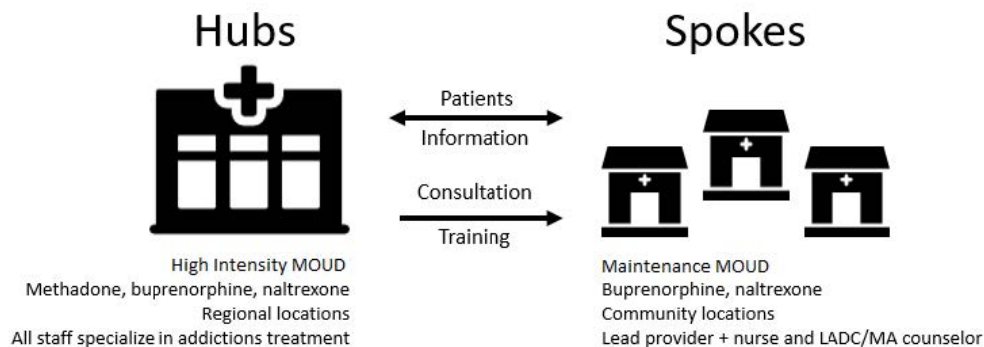 Hubs
Spokes
Patients
Information
Consultation
Training
High Intensity MOUD
Methadone, buprenorphine, naltrexone
Regional locations
All staff specialize in addictions treatment
Maintenance MOUD
Buprenorphine, naltrexone
Community locations
Lead provider + nurse and LADC/MA counselor